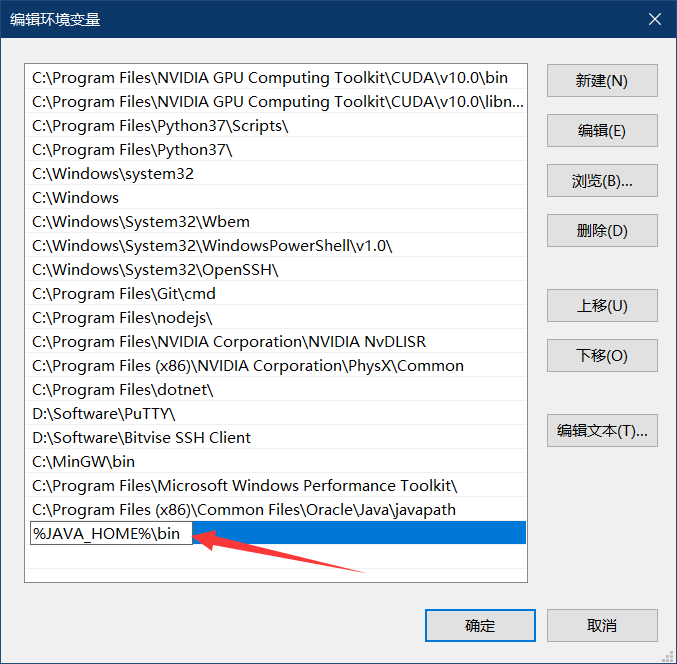 编辑环境变量
C:\Program Files\NVIDIA GPU Computing Toolkit\CUDA\v10.0\bin
新建(N)
C:\Program Files\NVIDIA GPU Computing Toolkit\CUDA\v10.0\libn...
C:\Program Files\Python37\Scripts\
编辑(E)
C:\Program Files\Python37\
C:\Windows\system32
浏览(B)...
C:\Windows
C:\Windows\System32\Wbem
删除(D)
C:\Windows\System32\WindowsPowerShell\v1.0\
C:\Windows\System32\OpenSSH\
C:\Program Files\Git\cmd
上移(U)
C:\Program Files\nodejs\
C:\Program Files\NVIDIA Corporation\NVIDIA NvDLISR
下移(O)
C:\Program Files (x86)\NVIDIA Corporation\PhysX\Common
C:\Program Files\dotnet\
D:\Software\PuTTY\
编辑文本(T)...
D:\Software\Bitvise SSH Client
C:\MinGW\bin
C:\Program Files\Microsoft Windows Performance Toolkit\
C:\Program Files (x86)\Common Files\Oracle\Java\javapath
%JAVA_HOME%\bin
确定
取消